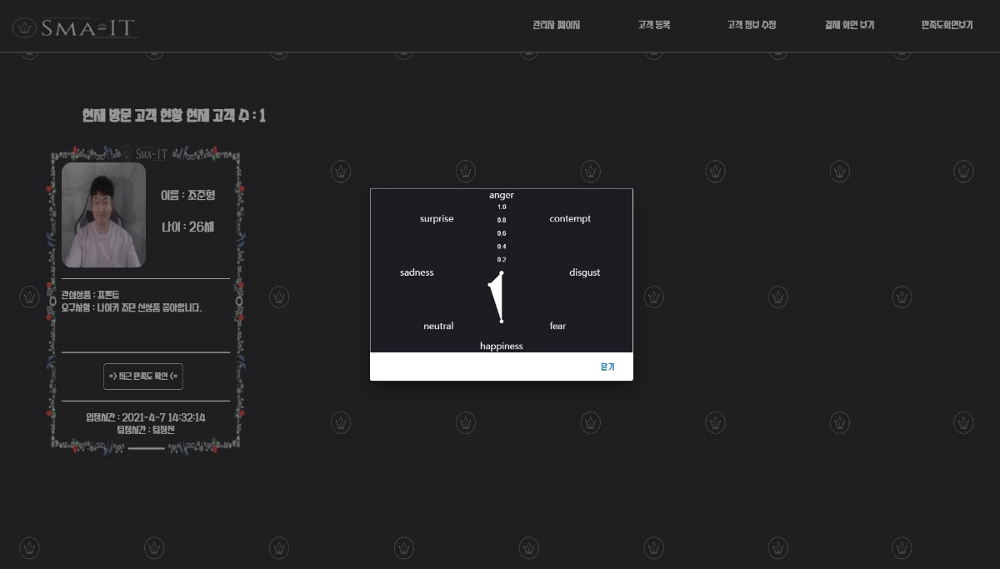 SMA-IT
관리자 페이지
고객 등록
고객 정보 수정
결제 화면 보기
만족도화면보기
현재 방문 고객 현황 현재 고객 수 : 1
SMA-IT
이름 : 조준형
나이 : 26세
관심상품 : 프론트
요구사항 : 나이키 조던 신상품 좋아합니다.
=> 최근 만족도 확인 <=
입장시간 : 2021-4-7 14:32:14
퇴장시간 : 퇴장전
anger
1.0
surprise
contempt
0.8
0.6
0.4
0.2
sadness
disgust
neutral
fear
happiness
닫기